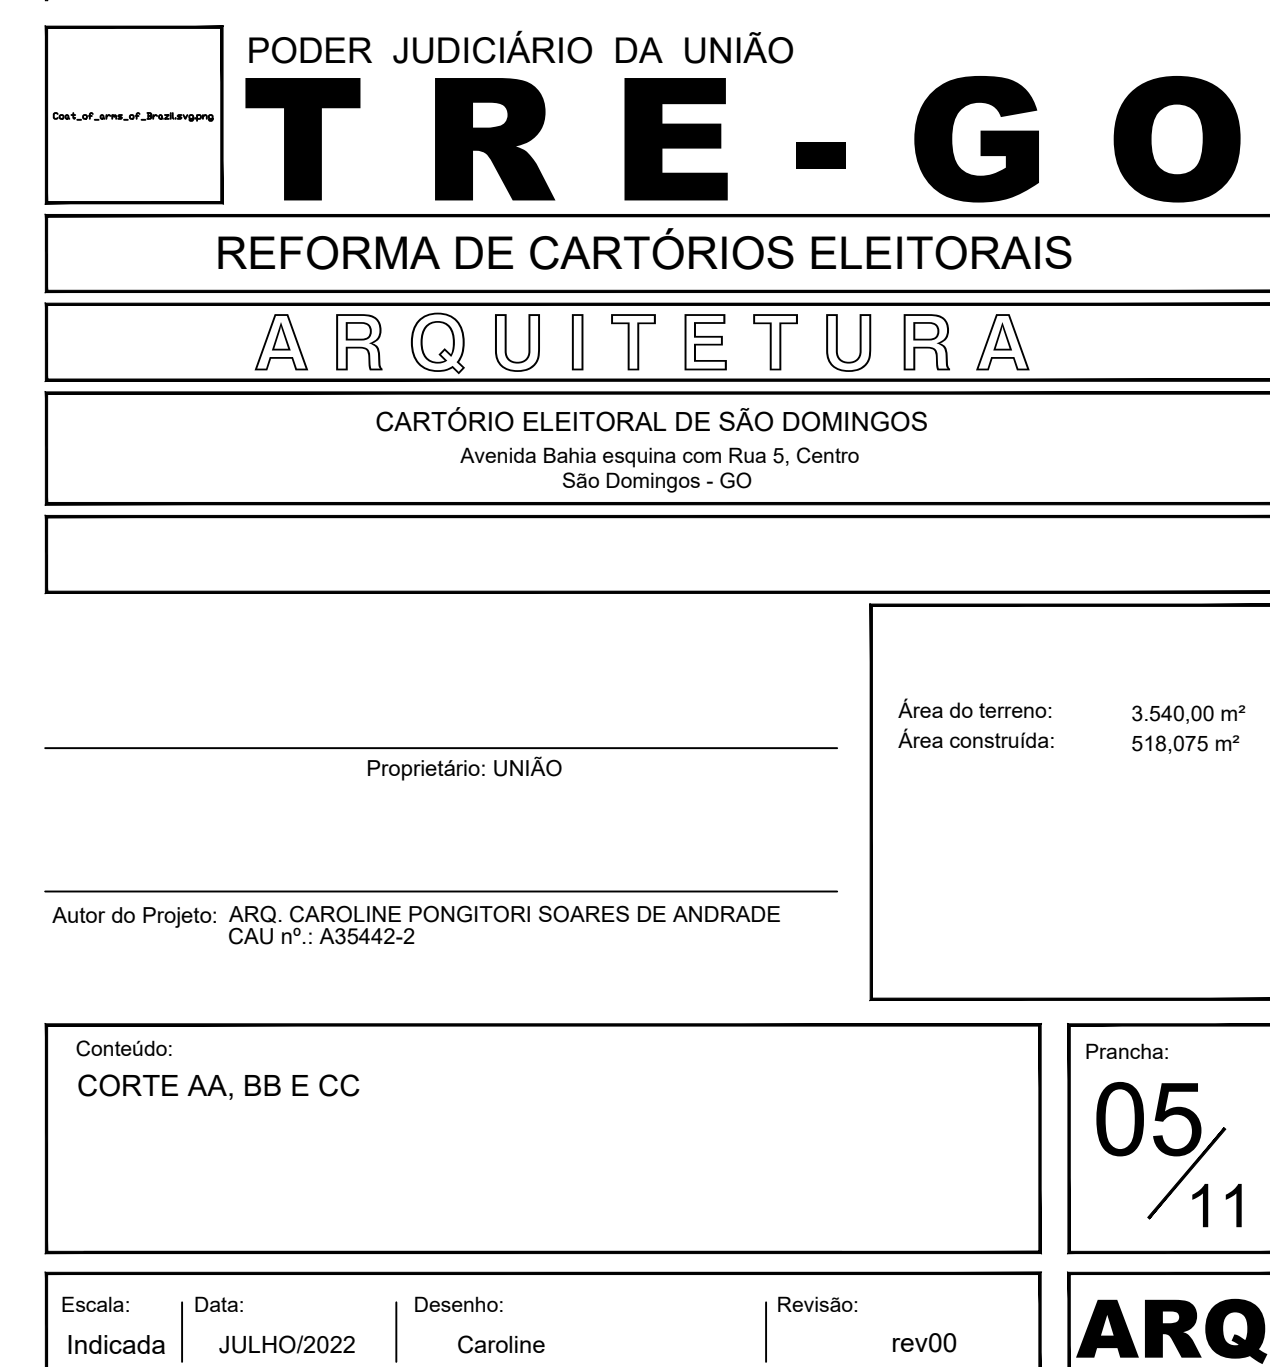 Coat_of_arms_of_Brazil.svg.png
PODER JUDICIÁRIO DA UNIÃO
TRE-GO
REFORMA DE CARTÓRIOS ELEITORAIS
ARQUITETURA
CARTÓRIO ELEITORAL DE SÃO DOMINGOS
Avenida Bahia esquina com Rua 5, Centro
São Domingos - GO
Área do terreno: 3.540,00 m²
Área construída: 518,075 m²
Proprietário: UNIÃO
Autor do Projeto: ARQ. CAROLINE PONGITORI SOARES DE ANDRADE
CAU nº.: A35442-2
Conteúdo:
CORTE AA, BB E CC
Prancha:
05/11
Escala: Data: Desenho: Revisão:
Indicada JULHO/2022 Caroline rev00
ARQ